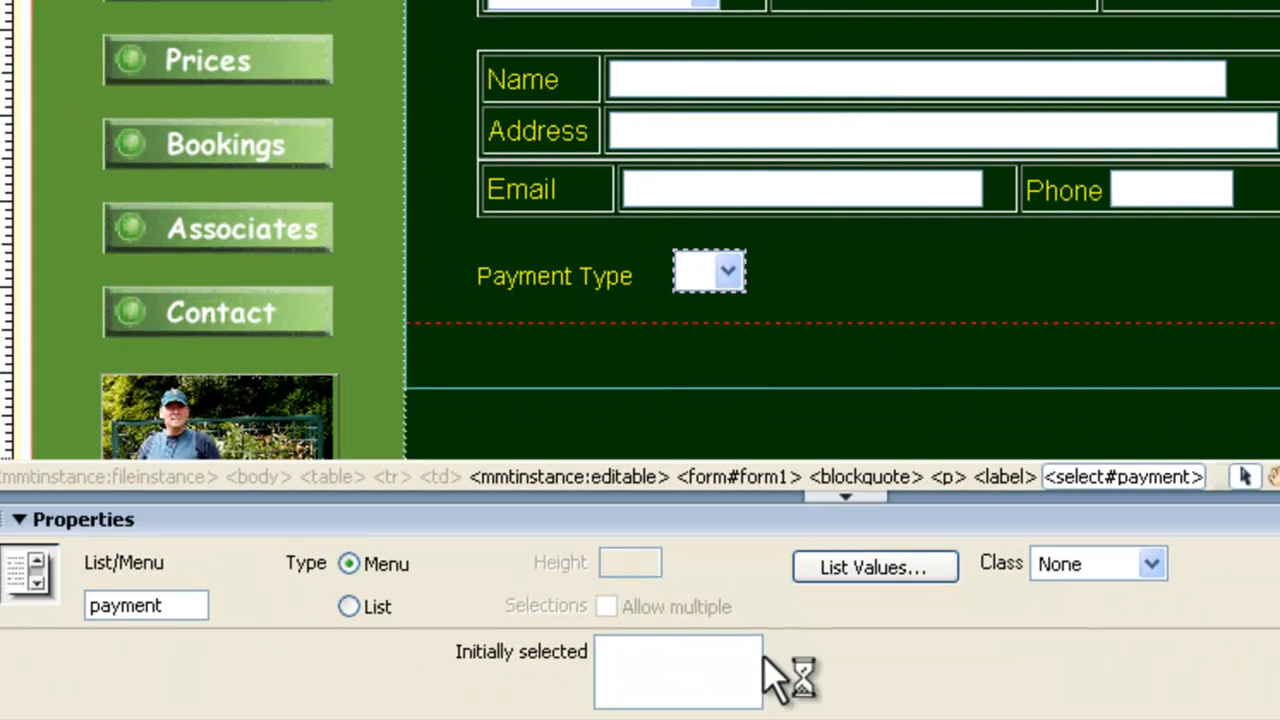 Prices
Bookings
Associates
Contact
Name
Address
Email
Phone
Payment Type
<mmtinstance:fileinstance> <body> <table> <tr> <td> <mmtinstance:editable> <form#form1> <blockquote> <p> <label> <select#payment>
Properties
List/Menu
payment
Type
Menu
List
Height
Selections
Allow multiple
List Values...
Class
None
Initially selected